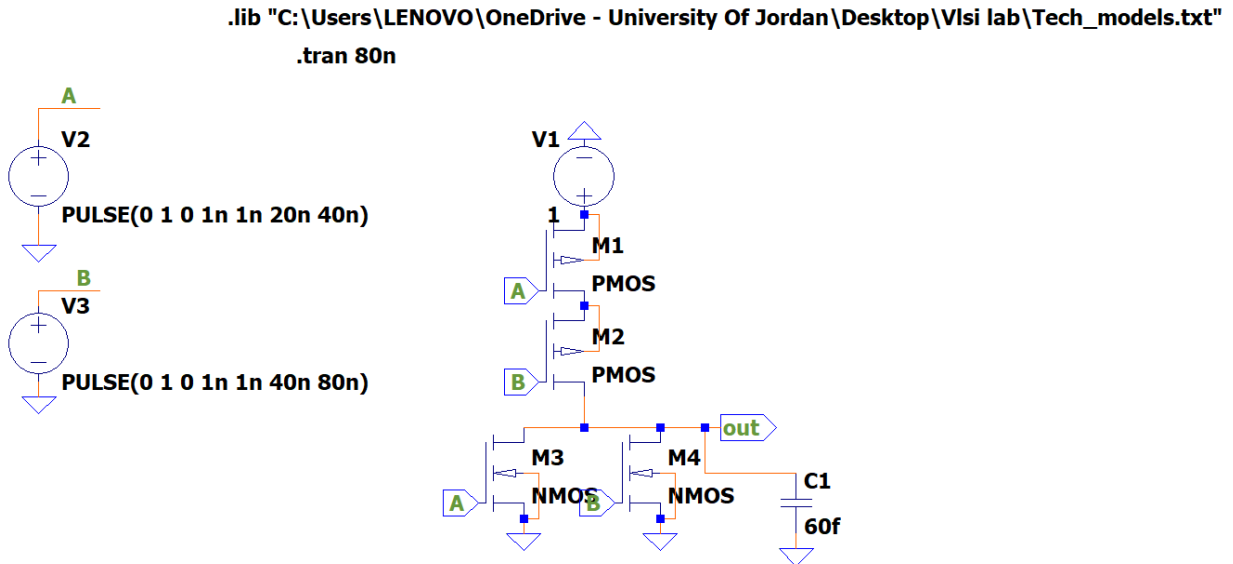 .lib "C:\Users\LENOVO\OneDrive - University Of Jordan\Desktop\Vlsi lab\Tech_models.txt"
.tran 80n
A
V2
PULSE(0 1 0 1n 1n 20n 40n)
B
V3
PULSE(0 1 0 1n 1n 40n 80n)
V1
1
M1
A
PMOS
M2
B
PMOS
out
M3
A
NMOS
M4
B
NMOS
C1
60f